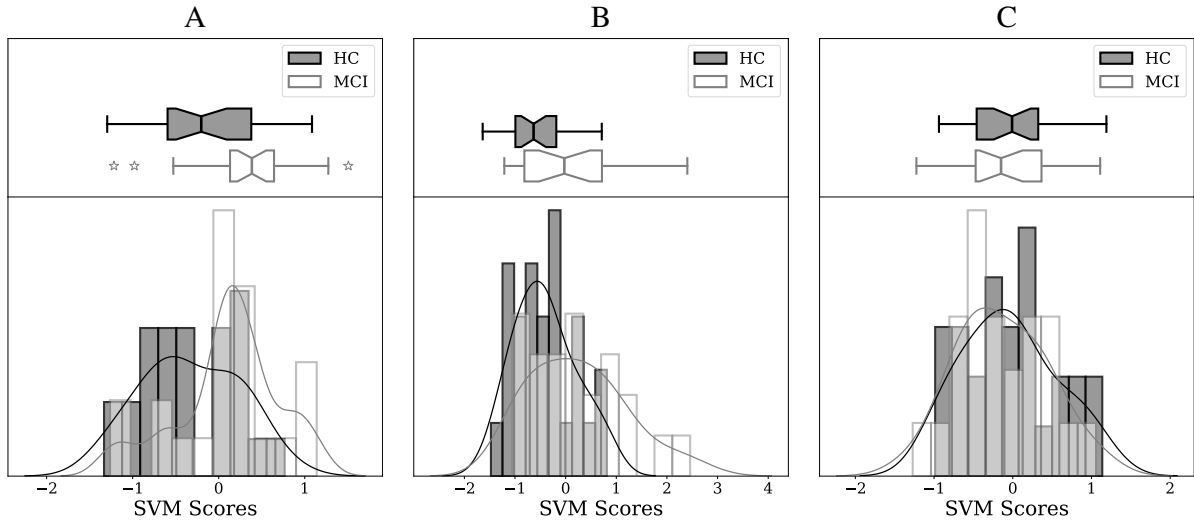 A
B
C
HC
MCI
HC
MCI
HC
MCI
−2 −1 0 1
−2 −1 0 1 2 3 4
−2 −1 0 1 2
SVM Scores
SVM Scores
SVM Scores